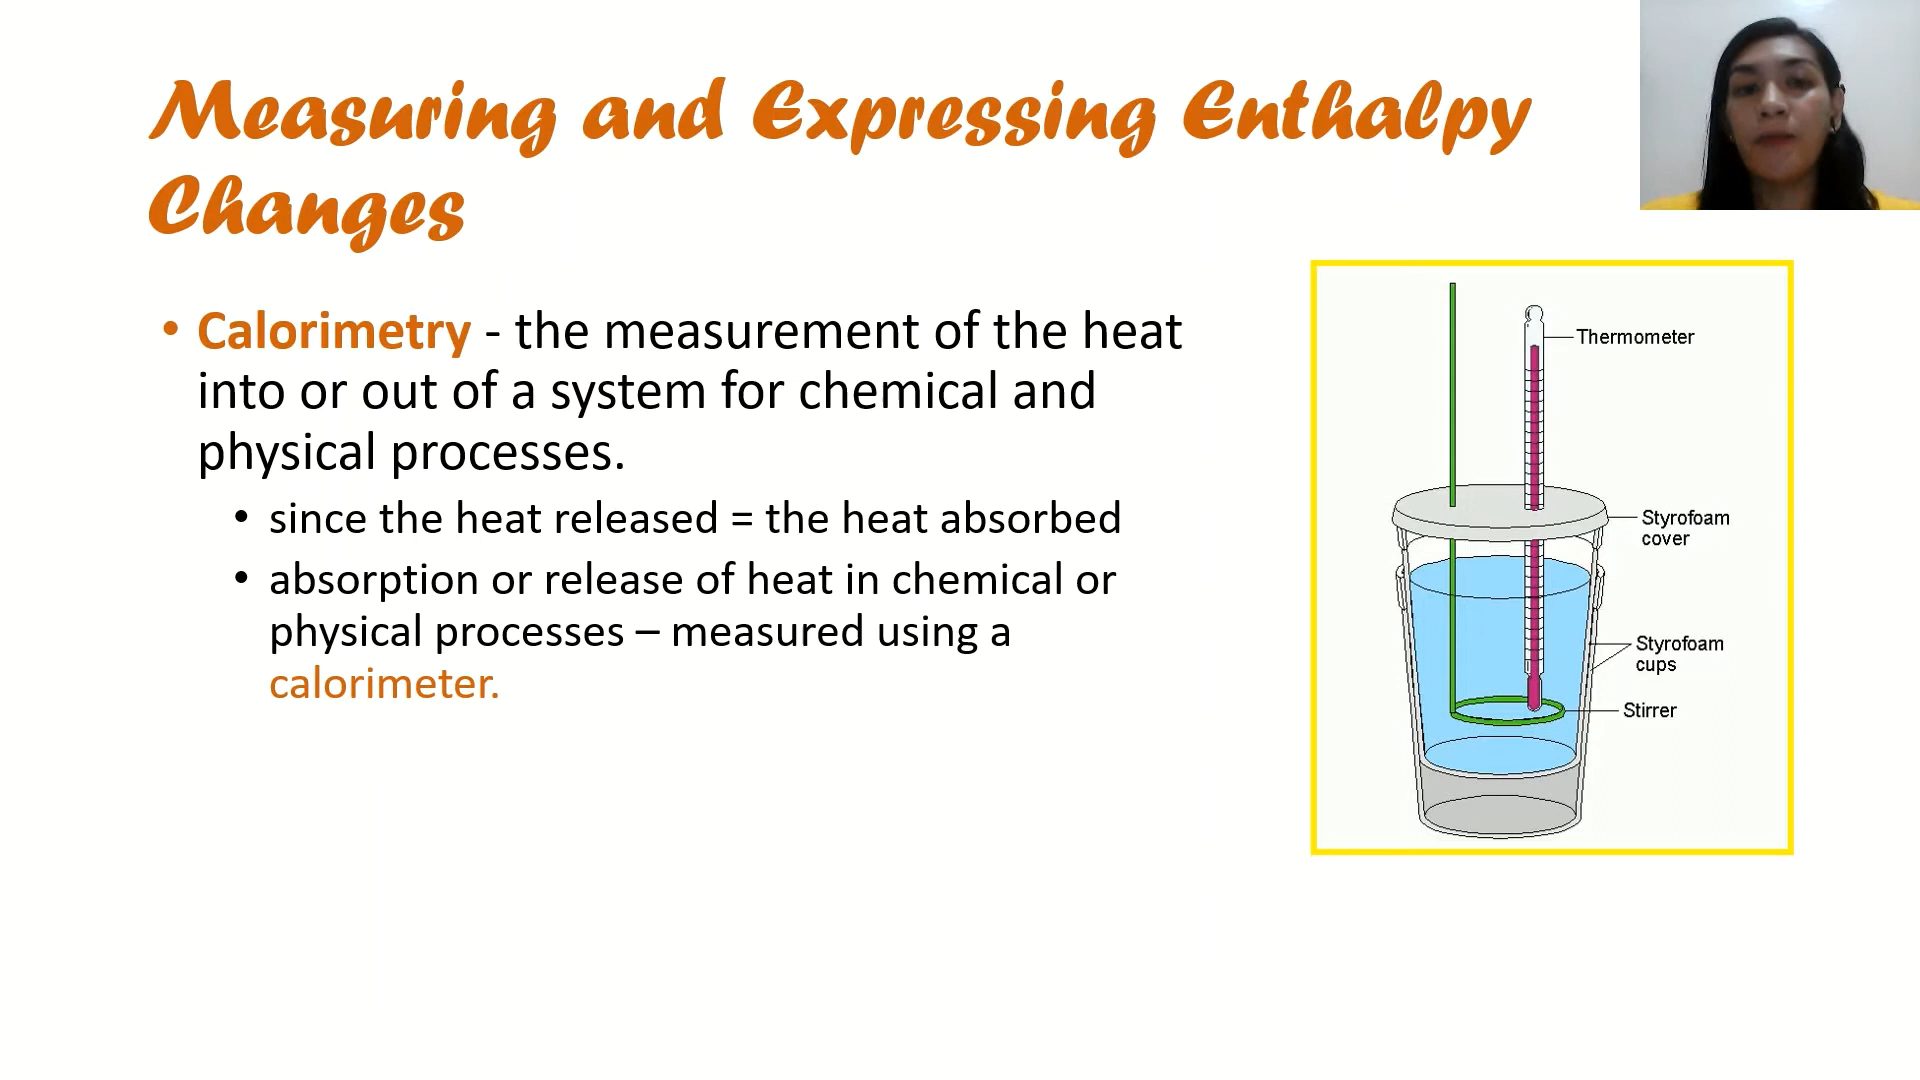 Measuring and Expressing Enthalpy
Changes
• Calorimetry - the measurement of the heat
into or out of a system for chemical and
physical processes.
• since the heat released = the heat absorbed
• absorption or release of heat in chemical or
physical processes – measured using a
calorimeter.
Thermometer
Styrofoam
cover
Styrofoam
cups
Stirrer